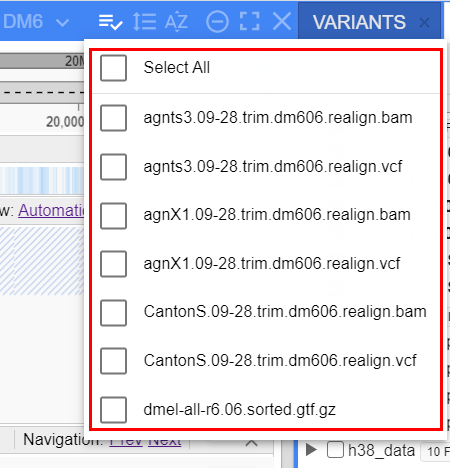 DM6
VARIANTS
20M
20,000
Select All
agnts3.09-28.trim.dm606.realign.bam
agnts3.09-28.trim.dm606.realign.vcf
agnX1.09-28.trim.dm606.realign.bam
w: Automatic
agnX1.09-28.trim.dm606.realign.vcf
CantonS.09-28.trim.dm606.realign.bam
CantonS.09-28.trim.dm606.realign.vcf
dmel-all-r6.06.sorted.gtf.gz
Navigation: Prev Next
h38_data
10 F